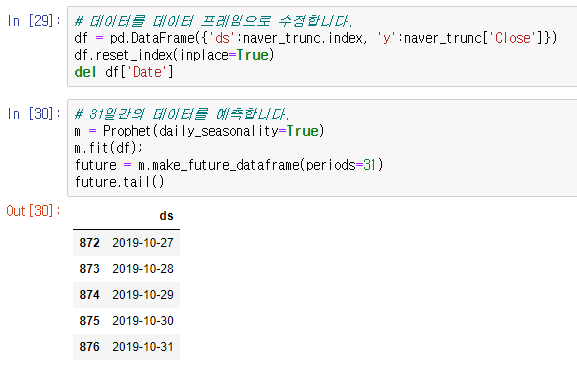 In [29]: # 데이터를 데이터 프레임으로 수정합니다.
df = pd.DataFrame({'ds':naver_trunc.index, 'y':naver_trunc['Close']})
df.reset_index(inplace=True)
del df['Date']
In [30]: # 31일간의 데이터를 예측합니다.
m = Prophet(daily_seasonality=True)
m.fit(df);
future = m.make_future_dataframe(periods=31)
future.tail()
Out[30]:
ds
872 2019-10-27
873 2019-10-28
874 2019-10-29
875 2019-10-30
876 2019-10-31